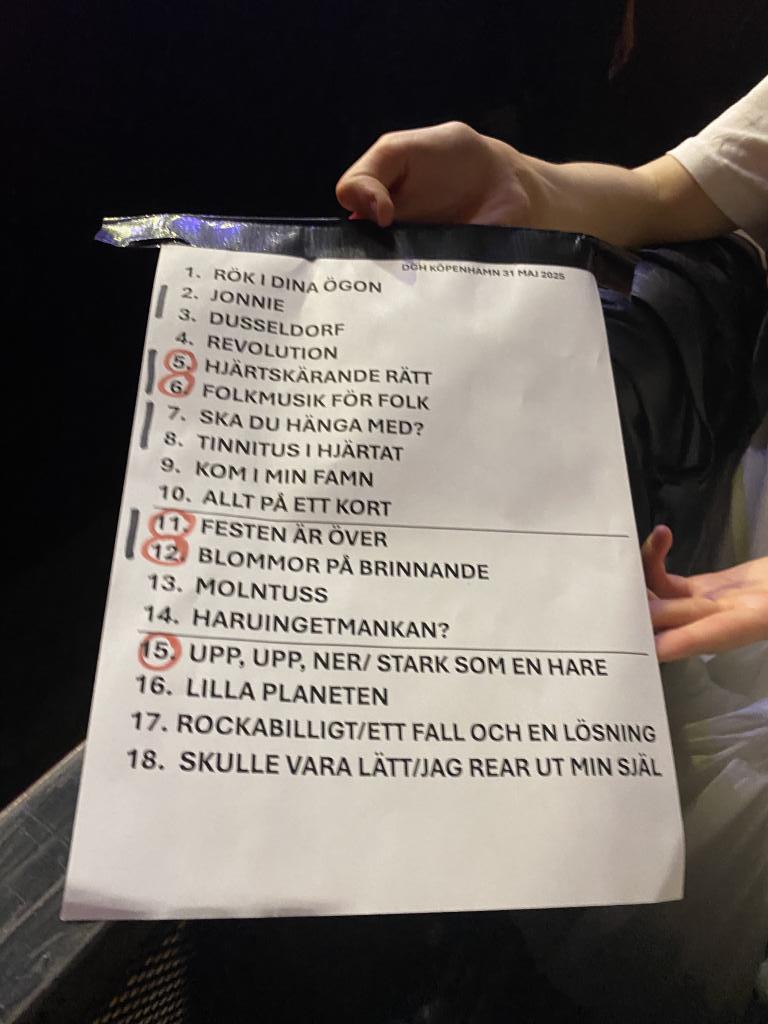 DGH KÖPENHAMN 31 MAJ 2025
1. RÖK I DINA ÖGON
2. JONNIE
3. DUSSELDORF
4. REVOLUTION
5. HJÄRTSKÄRANDE RÄTT
6. FOLKMUSIK FÖR FOLK
7. SKA DU HÄNGA MED?
8. TINNITUS I HJÄRTAT
9. KOM I MIN FAMN
10. ALLT PÅ ETT KORT
11. FESTEN ÄR ÖVER
12. BLOMMOR PÅ BRINNANDE
13. MOLNTUSS
14. HARUINGETMANKAN?
15. UPP, UPP, NER/ STARK SOM EN HARE
16. LILLA PLANETEN
17. ROCKABILLIGT/ETT FALL OCH EN LÖSNING
18. SKULLE VARA LÄTT/JAG REAR UT MIN SJÄL